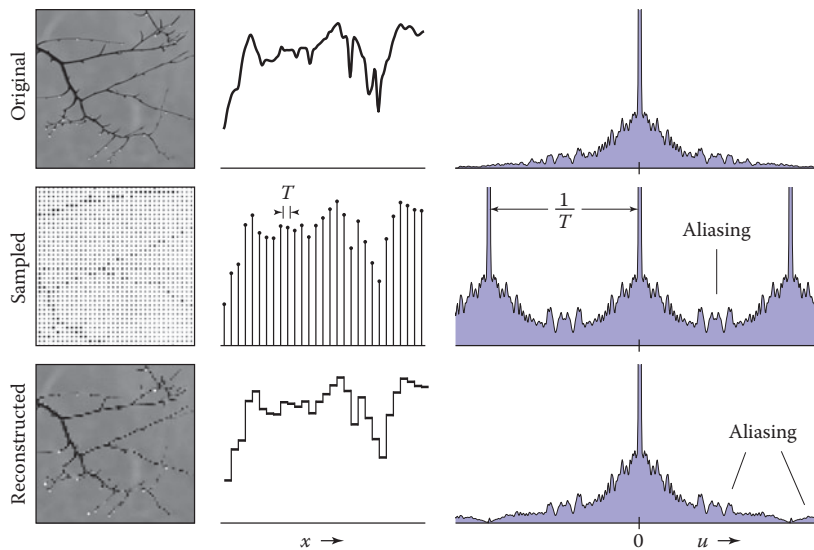 Original
Sampled
T
1
T
Aliasing
Reconstructed
Aliasing
x →
0
u →